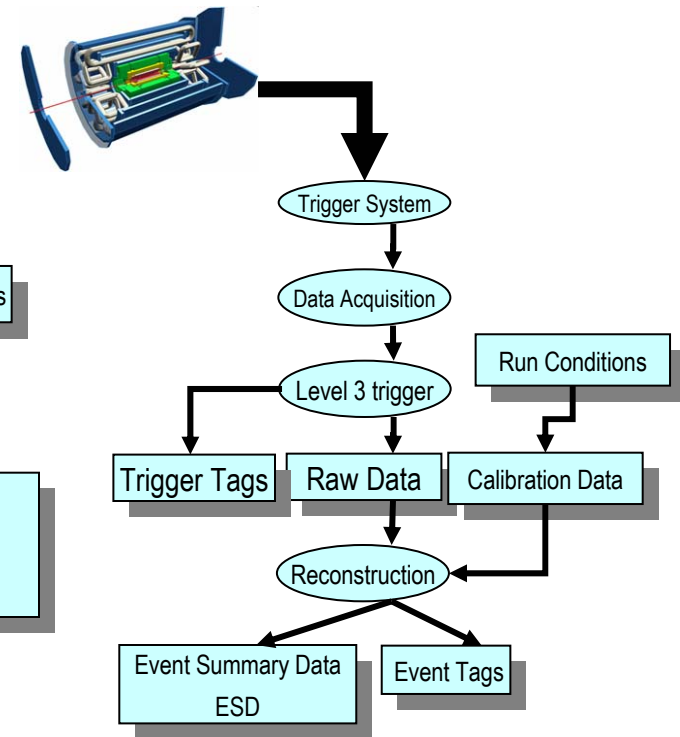 Trigger System
Data Acquisition
s
Run Conditions
Level 3 trigger
Trigger Tags
Raw Data
Calibration Data
Reconstruction
Event Summary Data
ESD
Event Tags